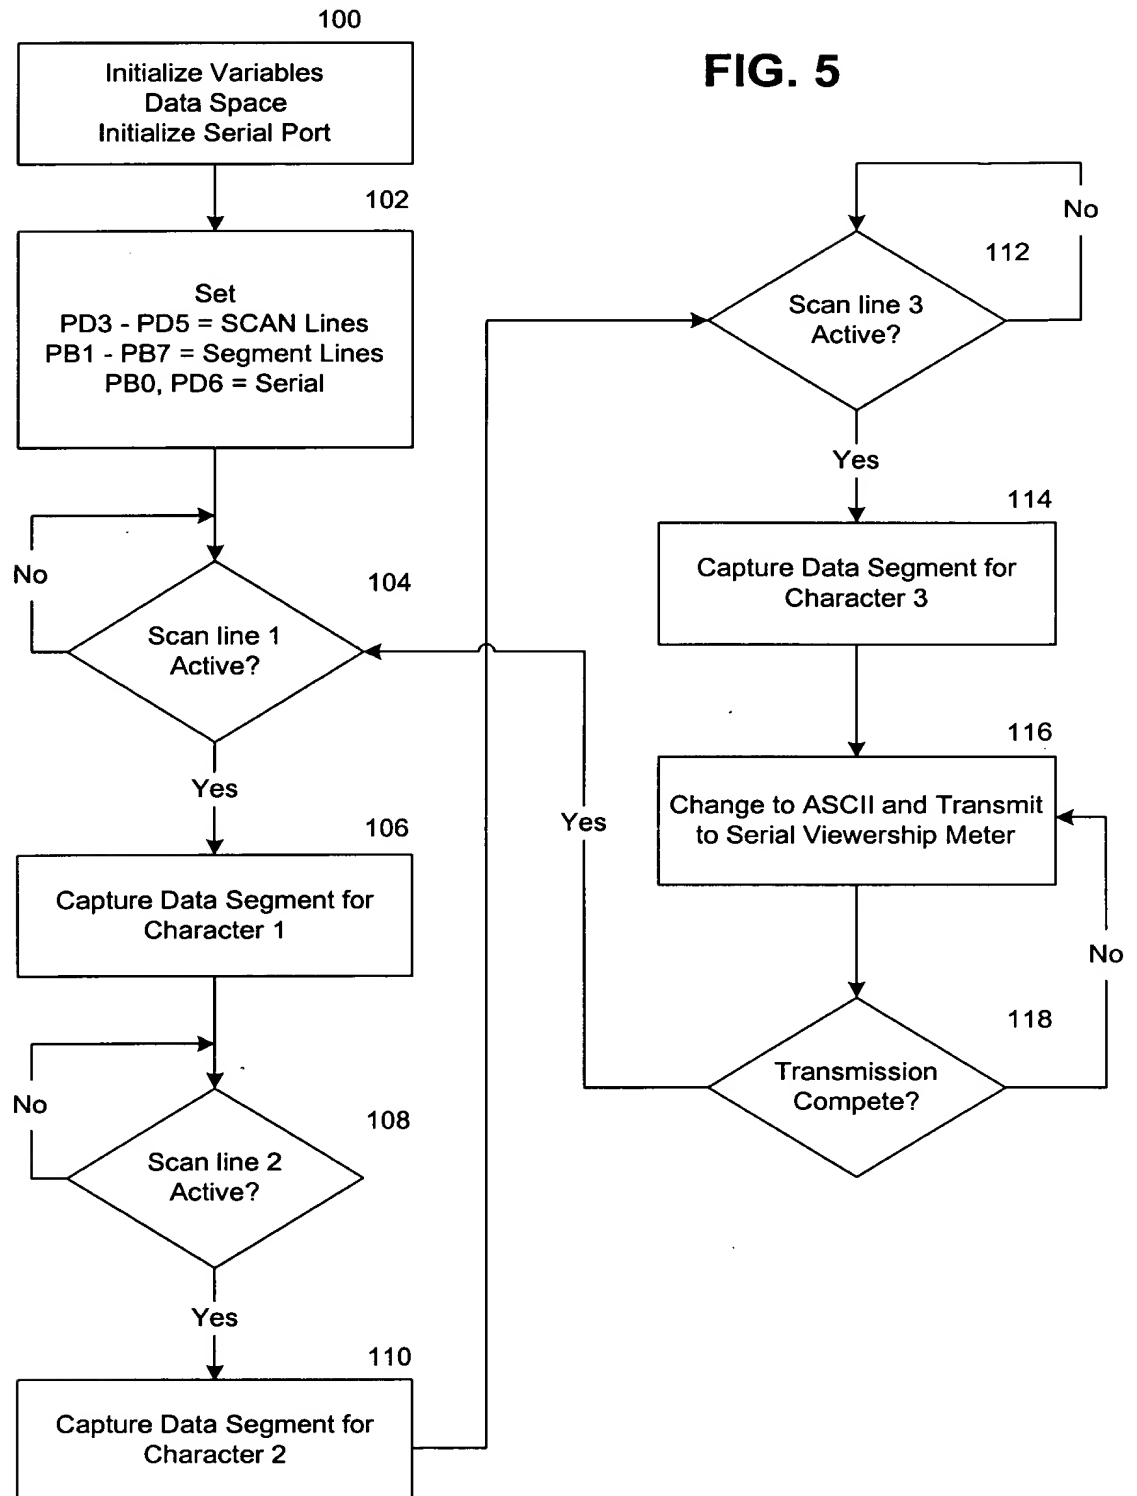 FIG. 5
100
Initialize Variables
Data Space
Initialize Serial Port
102
Set
PD3 - PD5 = SCAN Lines
PB1 - PB7 = Segment Lines
PB0, PD6 = Serial
No
104
Scan line 1
Active?
Yes
106
Capture Data Segment for
Character 1
No
108
Scan line 2
Active?
Yes
110
Capture Data Segment for
Character 2
No
112
Scan line 3
Active?
Yes
114
Capture Data Segment for
Character 3
116
Change to ASCII and Transmit
to Serial Viewership Meter
No
118
Transmission
Compete?
Yes